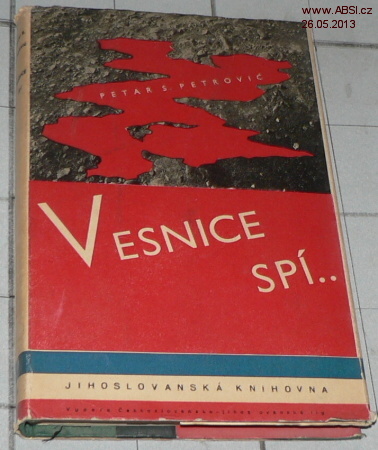 www.ABSI.cz
26.05.2013
PETAR S. PETROVIĆ
VESNICE
SPÍ..
JIHOSLOVANSKÁ KNIHOVNA